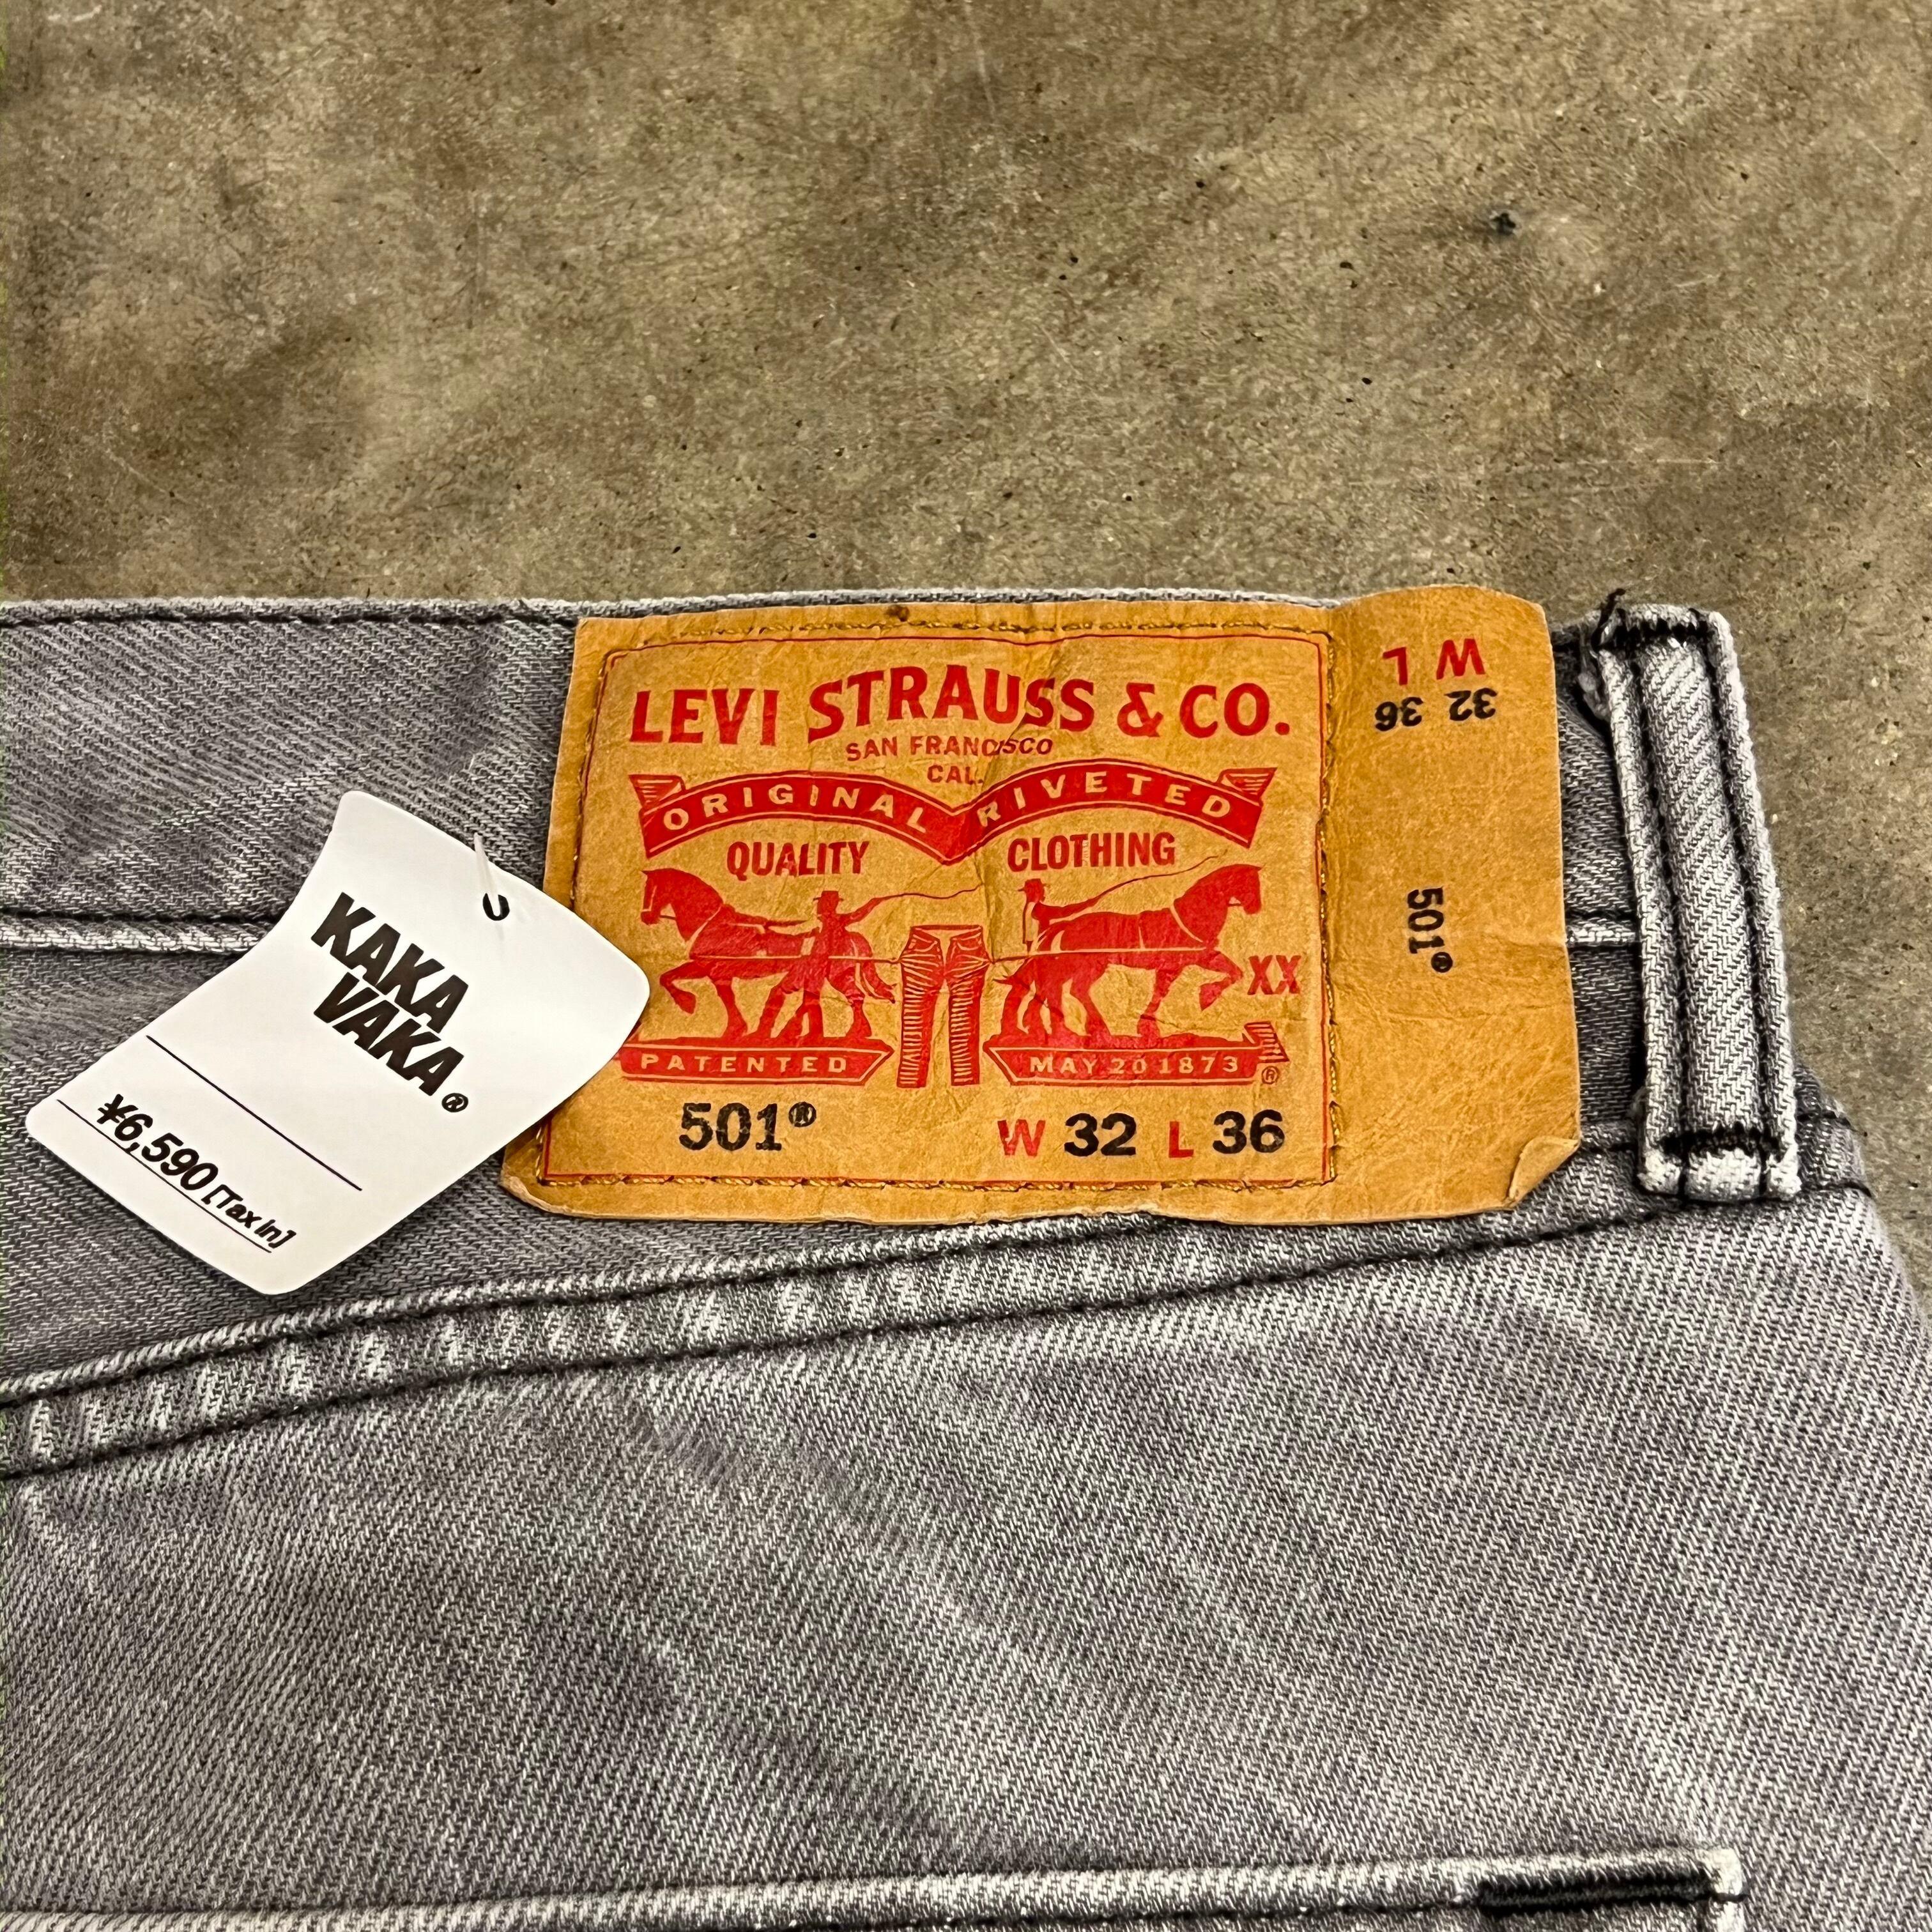 LEVI STRAUSS & CO.
SAN FRANCISCO
CAL.
ORIGINAL RIVETED
QUALITY CLOTHING
XX
PATENTED MAY 20 1873 ®
501® W 32 L 36
W L
32 36
501®
KAKA
VAKA®
¥6,590 [Tax In]